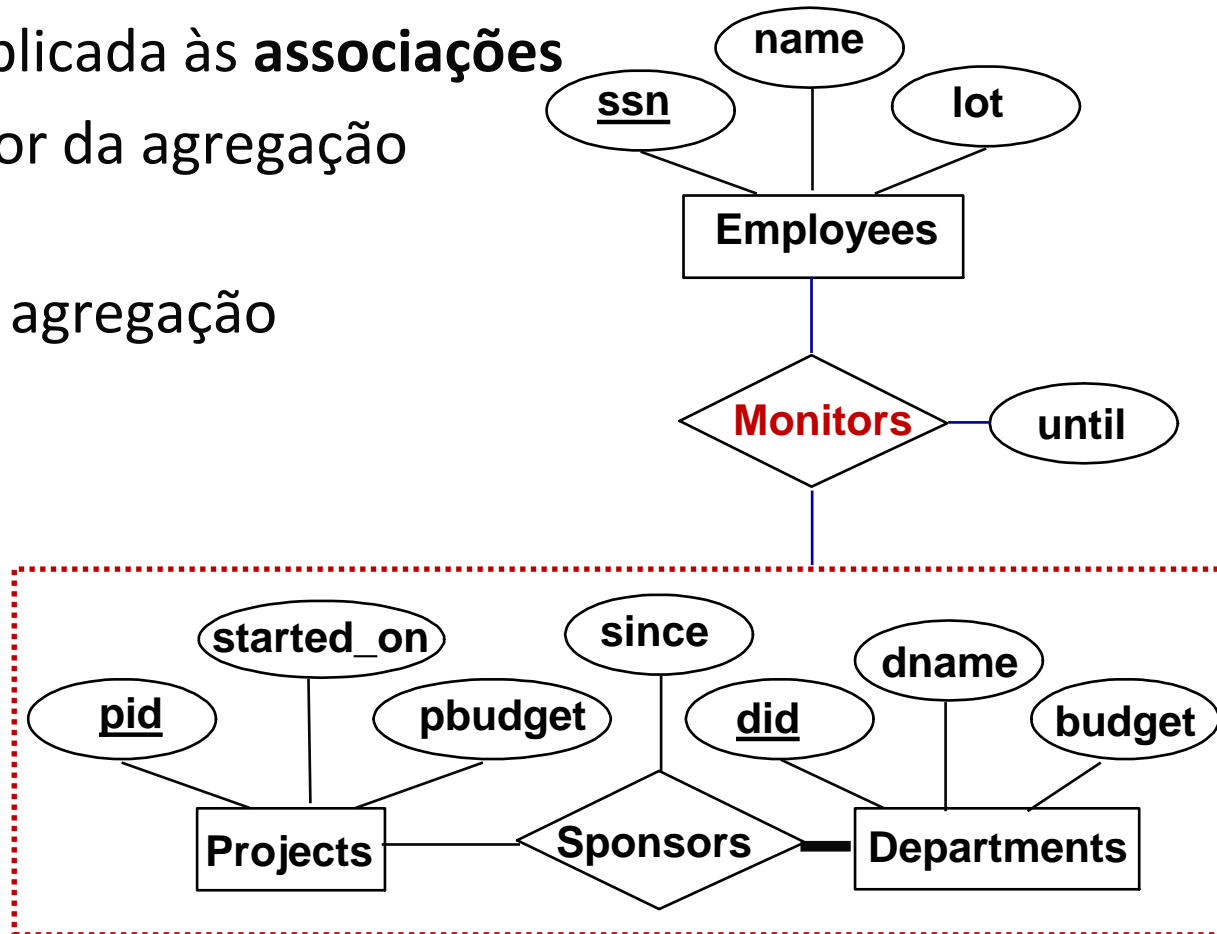 plicada às associações
or da agregação
agregação
name
ssn
lot
Employees
Monitors
until
started_on
since
dname
pid
pbudget
did
budget
Projects
Sponsors
Departments